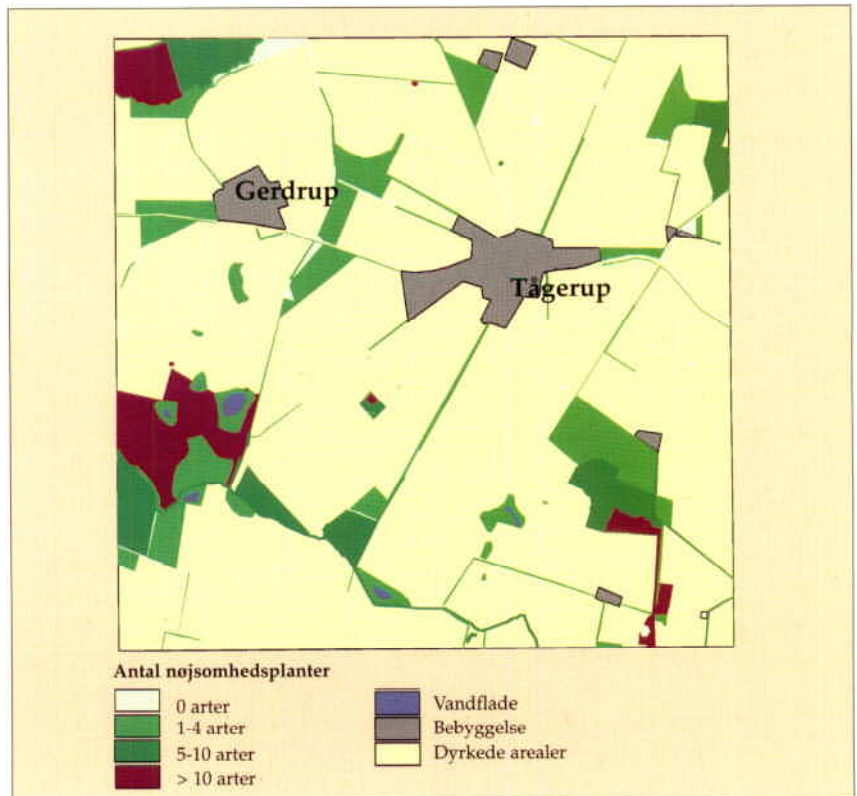 Gerdrup
Tågerup
Antal nøjsomhedsplanter
0 arter
1-4 arter
5-10 arter
> 10 arter
Vandflade
Bebyggelse
Dyrkede arealer